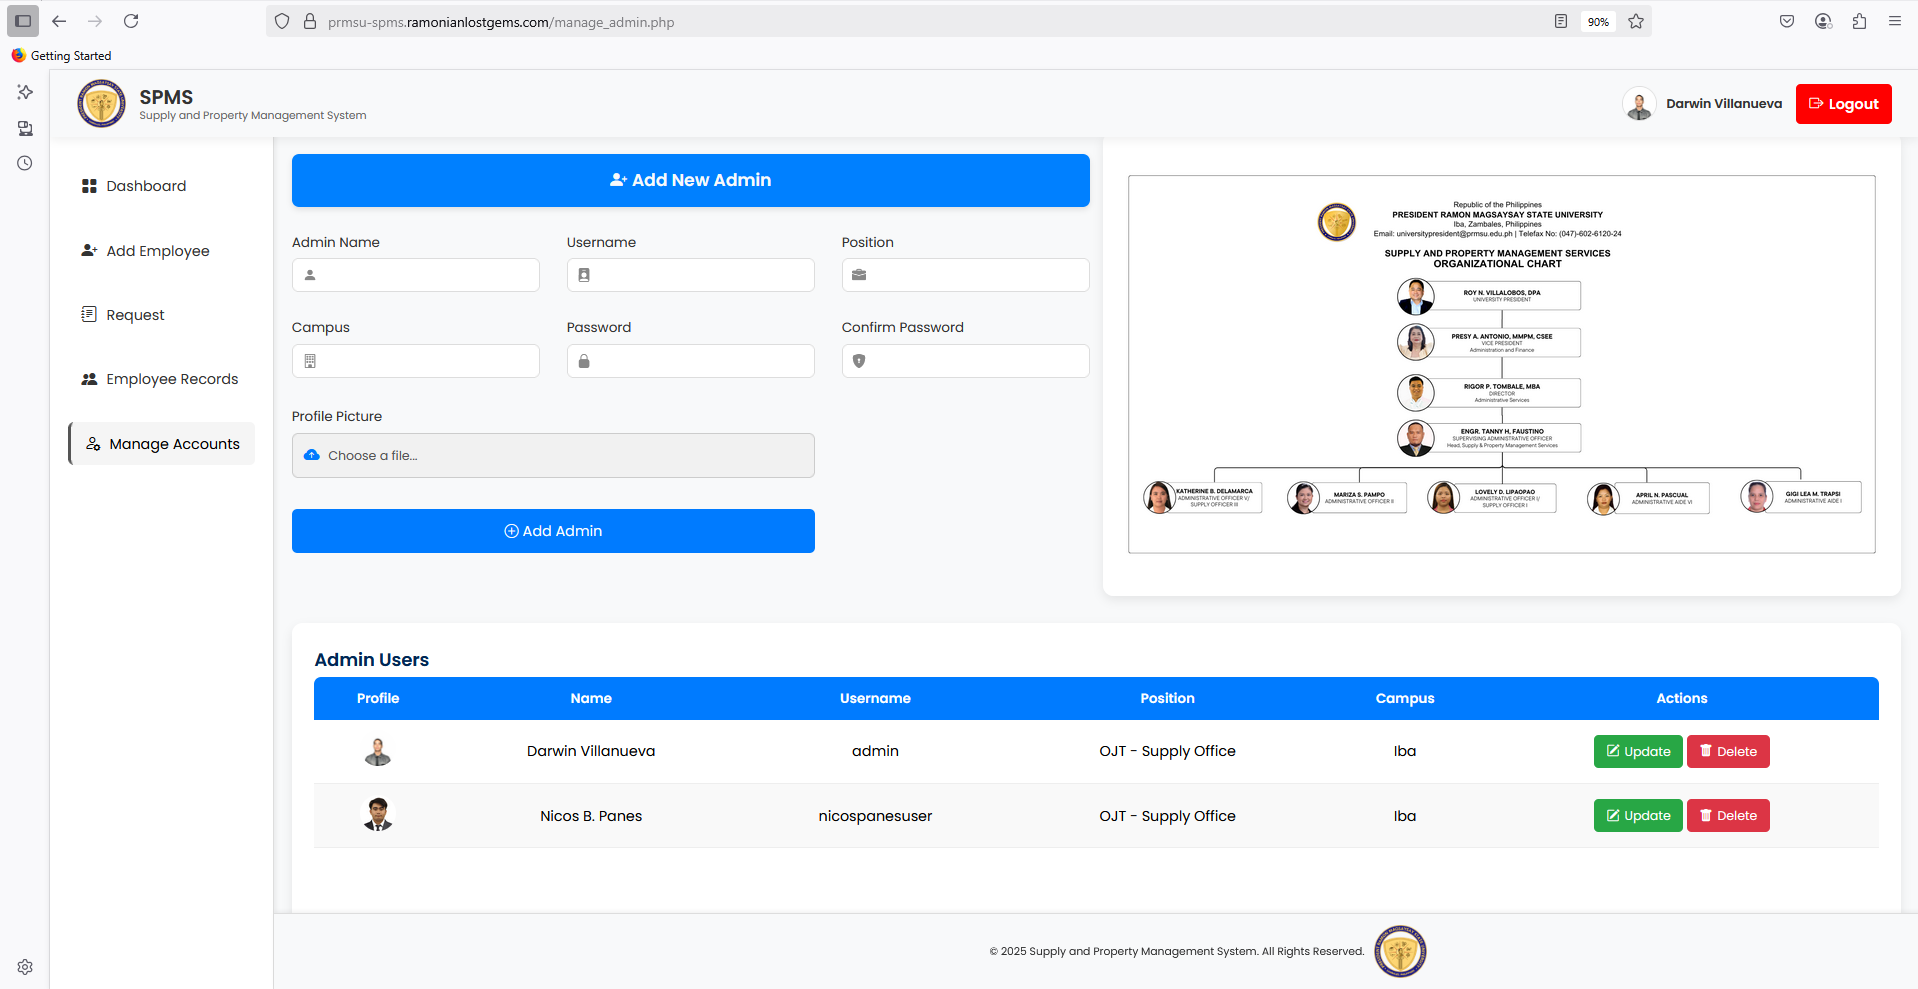 prmsu-spms.ramonianlostgems.com/manage_admin.php
90%
Getting Started
SPMS
Supply and Property Management System
Darwin Villanueva
Logout
Dashboard
Add Employee
Request
Employee Records
Manage Accounts
Add New Admin
Admin Name
Username
Position
Campus
Password
Confirm Password
Profile Picture
Choose a file...
Add Admin
Republic of the Philippines
PRESIDENT RAMON MAGSAYSAY STATE UNIVERSITY
Iba, Zambales, Philippines
Email: universitypresident@prmsu.edu.ph | Telefax No: (047)-602-6120-24
SUPPLY AND PROPERTY MANAGEMENT SERVICES
ORGANIZATIONAL CHART
ROY N. VILLALOBOS, DPA
UNIVERSITY PRESIDENT
PRESY A. ANTONIO, MMPM, CSEE
VICE PRESIDENT
Administration and Finance
RIGOR P. TOMBALE, MBA
DIRECTOR
Administrative Services
ENGR. TANNY H. FAUSTINO
SUPERVISING ADMINISTRATIVE OFFICER
Head, Supply & Property Management Services
KATHERINE B. DELAMARCA
ADMINISTRATIVE OFFICER V/
SUPPLY OFFICER III
MARIZA S. PAMPO
ADMINISTRATIVE OFFICER II
LOVELY D. LIPAOPAO
ADMINISTRATIVE OFFICER I/
SUPPLY OFFICER I
APRIL N. PASCUAL
ADMINISTRATIVE AIDE VI
GIGI LEA M. TRAPSI
ADMINISTRATIVE AIDE I
Admin Users
Profile Name Username Position Campus Actions
Darwin Villanueva admin OJT - Supply Office Iba Update Delete
Nicos B. Panes nicospanesuser OJT - Supply Office Iba Update Delete
© 2025 Supply and Property Management System. All Rights Reserved.